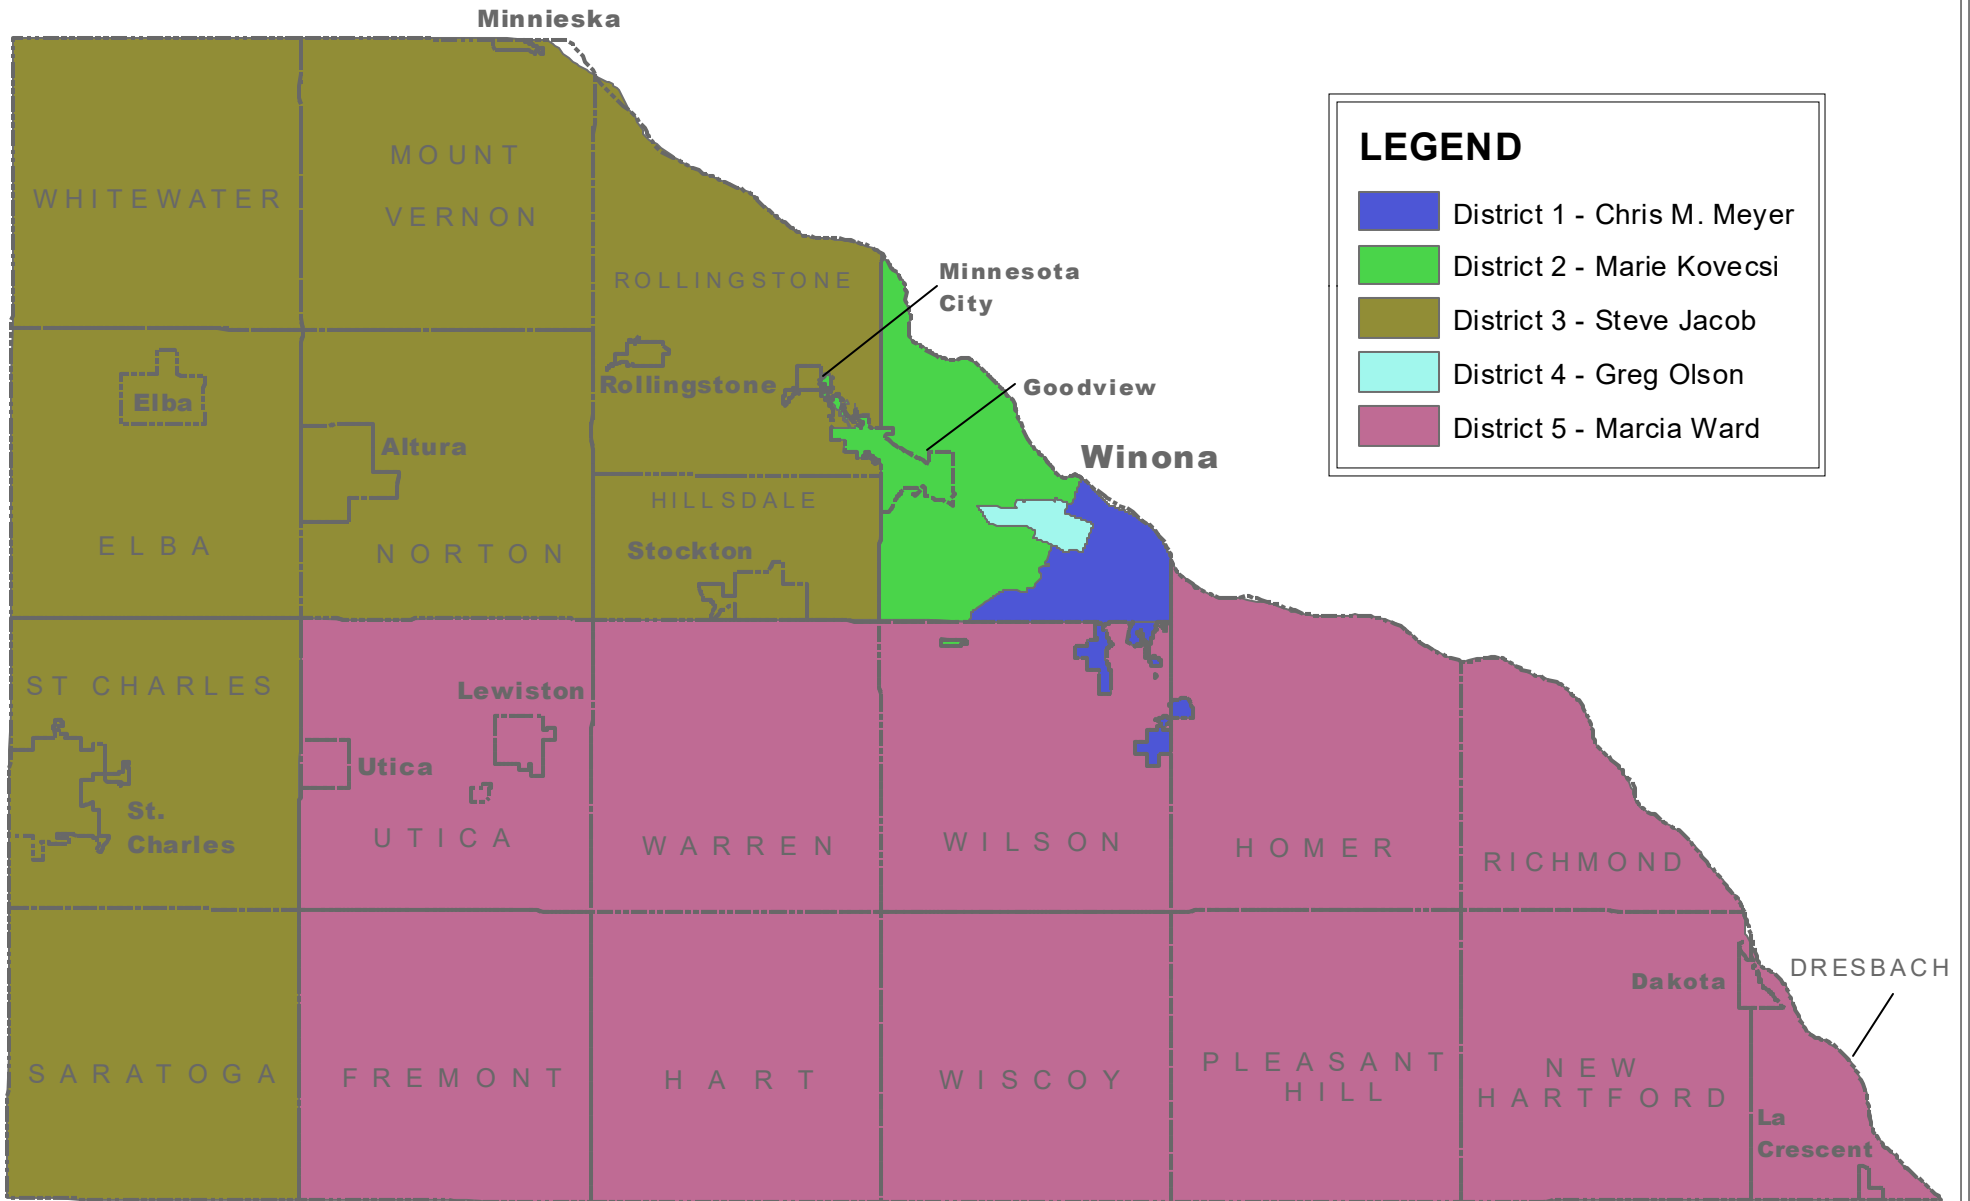 Minnieska
MOUNT
VERNON
WHITEWATER
LEGEND
District 1 - Chris M. Meyer
District 2 - Marie Kovecsi
District 3 - Steve Jacob
District 4 - Greg Olson
District 5 - Marcia Ward
ROLLINGSTONE
Minnesota
City
Rollingstone
Goodview
Elba
Altura
Winona
HILLSDALE
ELBA
NORTON
Stockton
ST CHARLES
Lewiston
Utica
St.
Charles
UTICA
WARREN
WILSON
HOMER
RICHMOND
Dakota
DRESBACH
SARATOGA
FREMONT
HART
WISCOY
PLEASANT
HILL
NEW
HARTFORD
La
Crescent